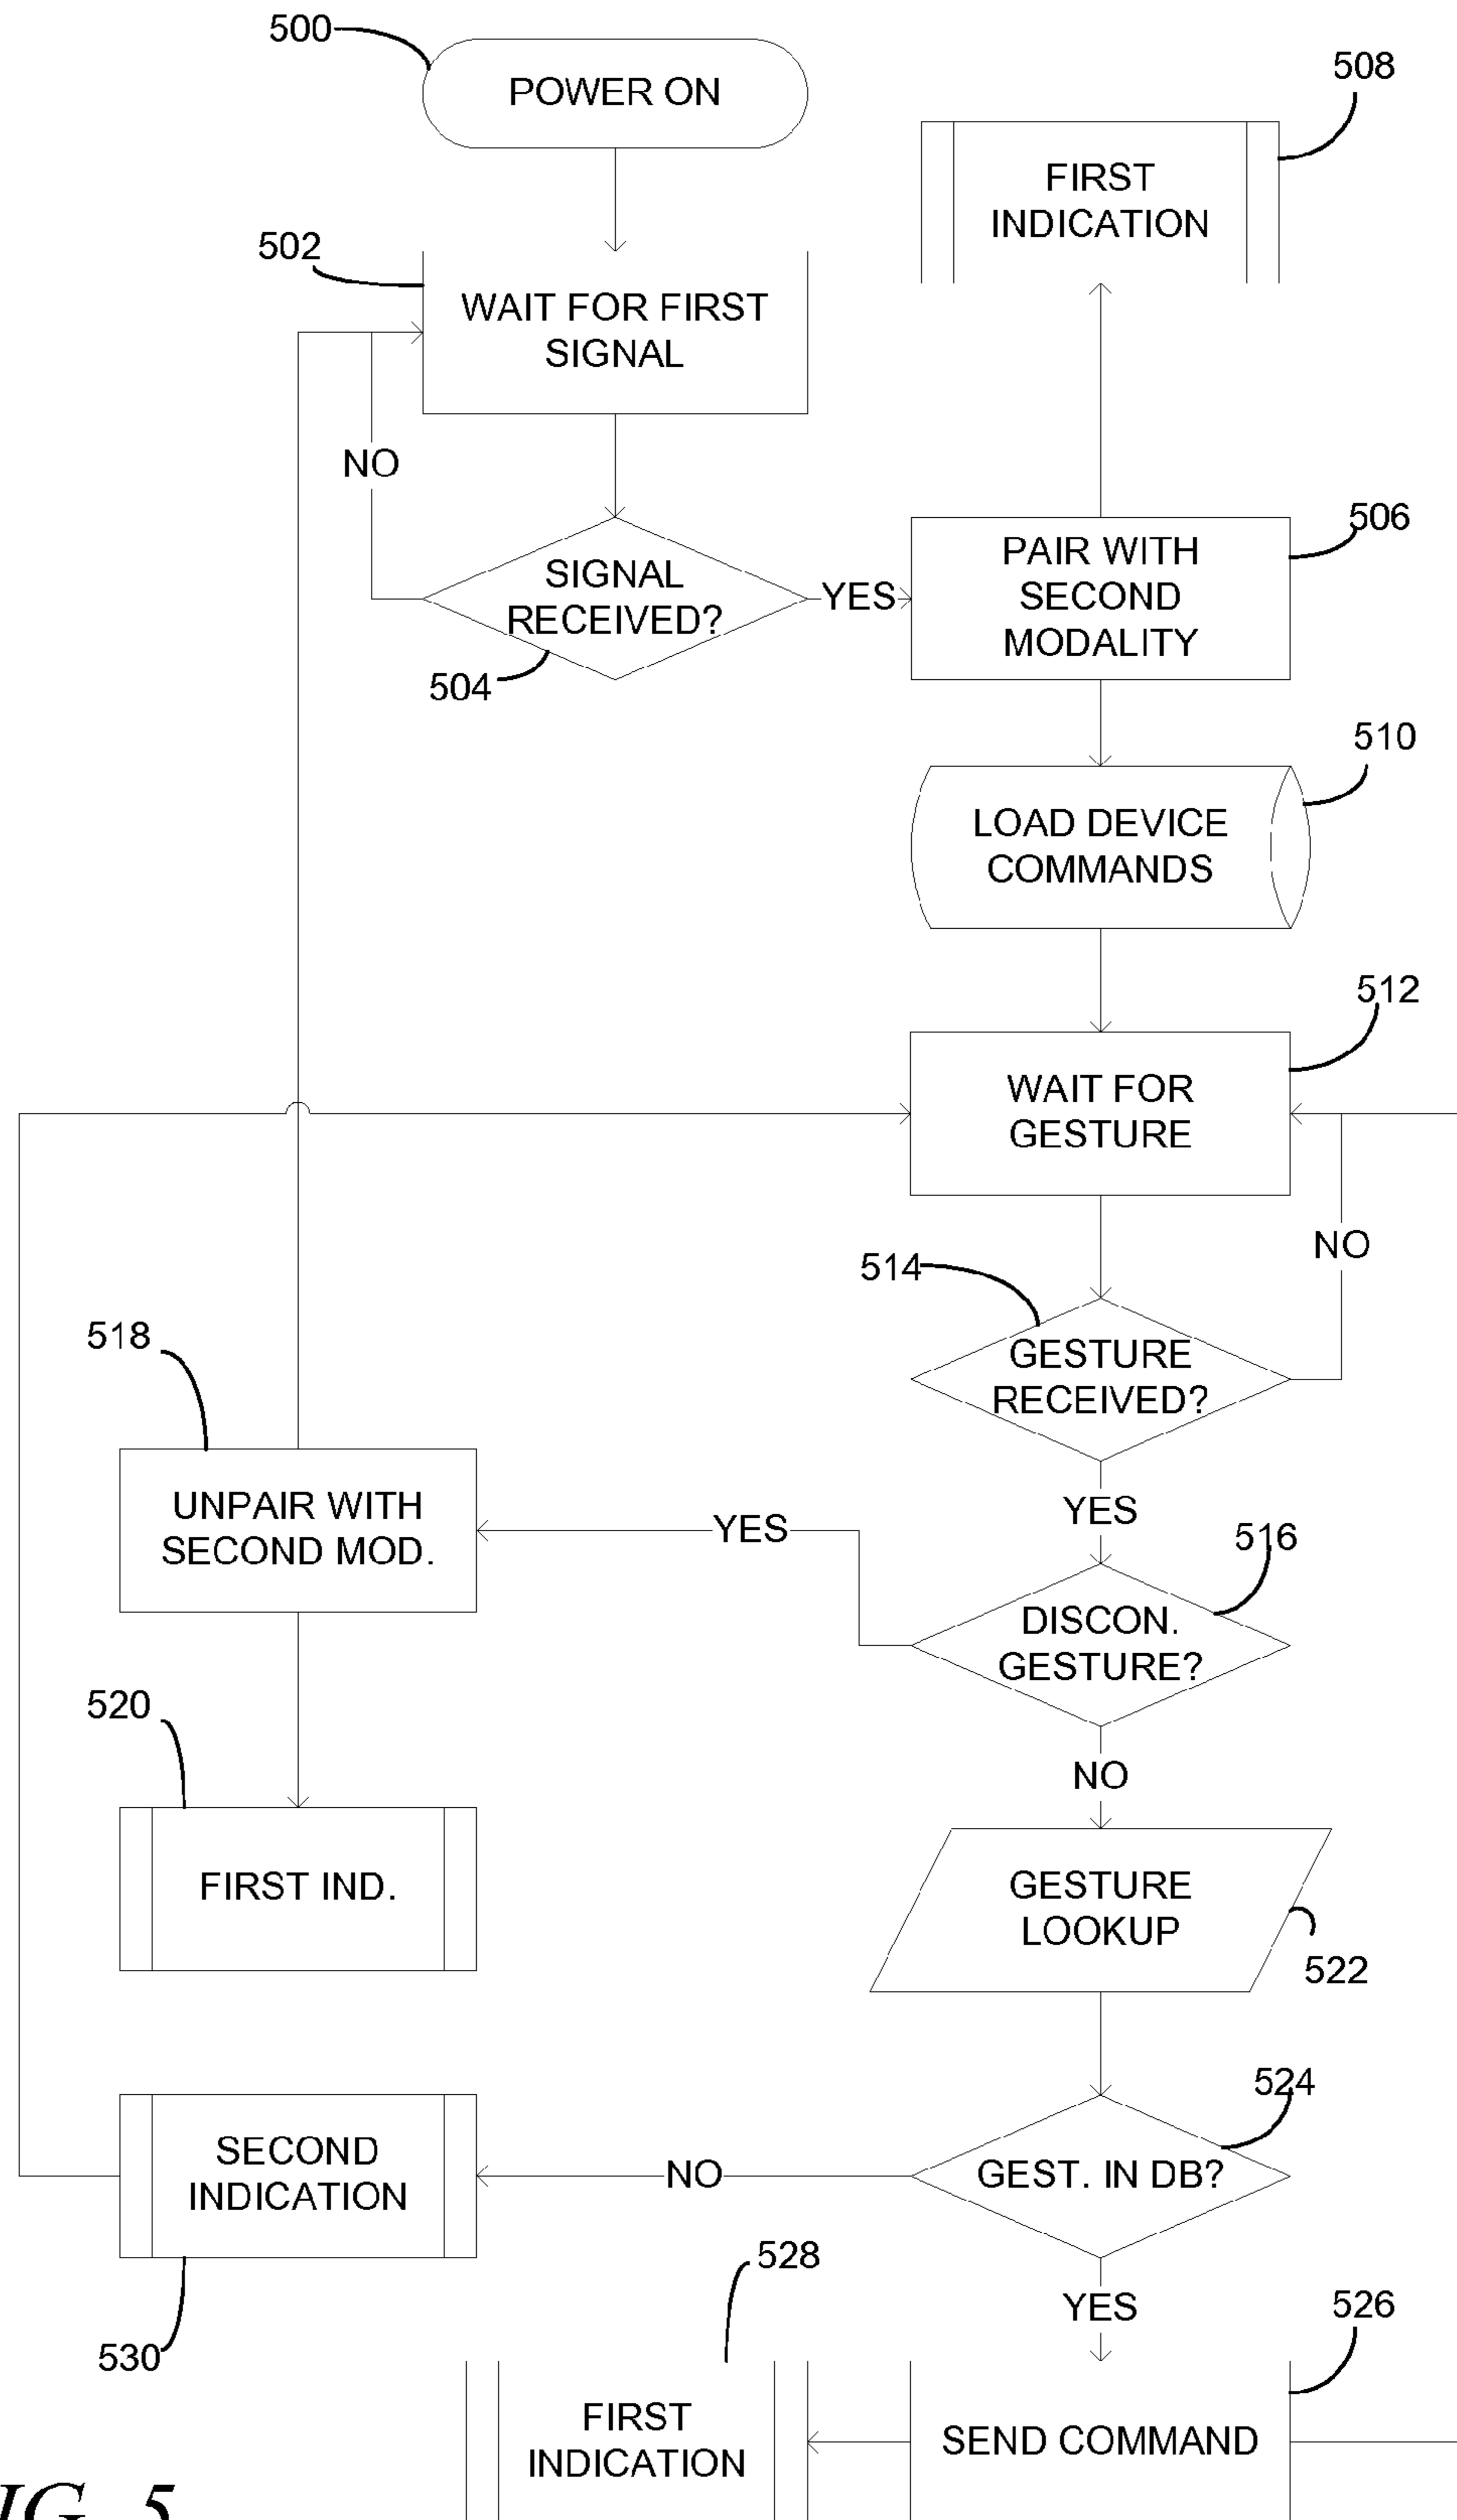 500
POWER ON
508
FIRST
INDICATION
502
WAIT FOR FIRST
SIGNAL
NO
506
PAIR WITH
SECOND
MODALITY
SIGNAL
RECEIVED?
YES
504
510
LOAD DEVICE
COMMANDS
512
WAIT FOR
GESTURE
NO
514
GESTURE
RECEIVED?
518
YES
516
UNPAIR WITH
SECOND MOD.
YES
DISCON.
GESTURE?
520
NO
FIRST IND.
GESTURE
LOOKUP
522
524
SECOND
INDICATION
NO
GEST. IN DB?
528
YES
526
530
FIRST
INDICATION
SEND COMMAND
IG. 5